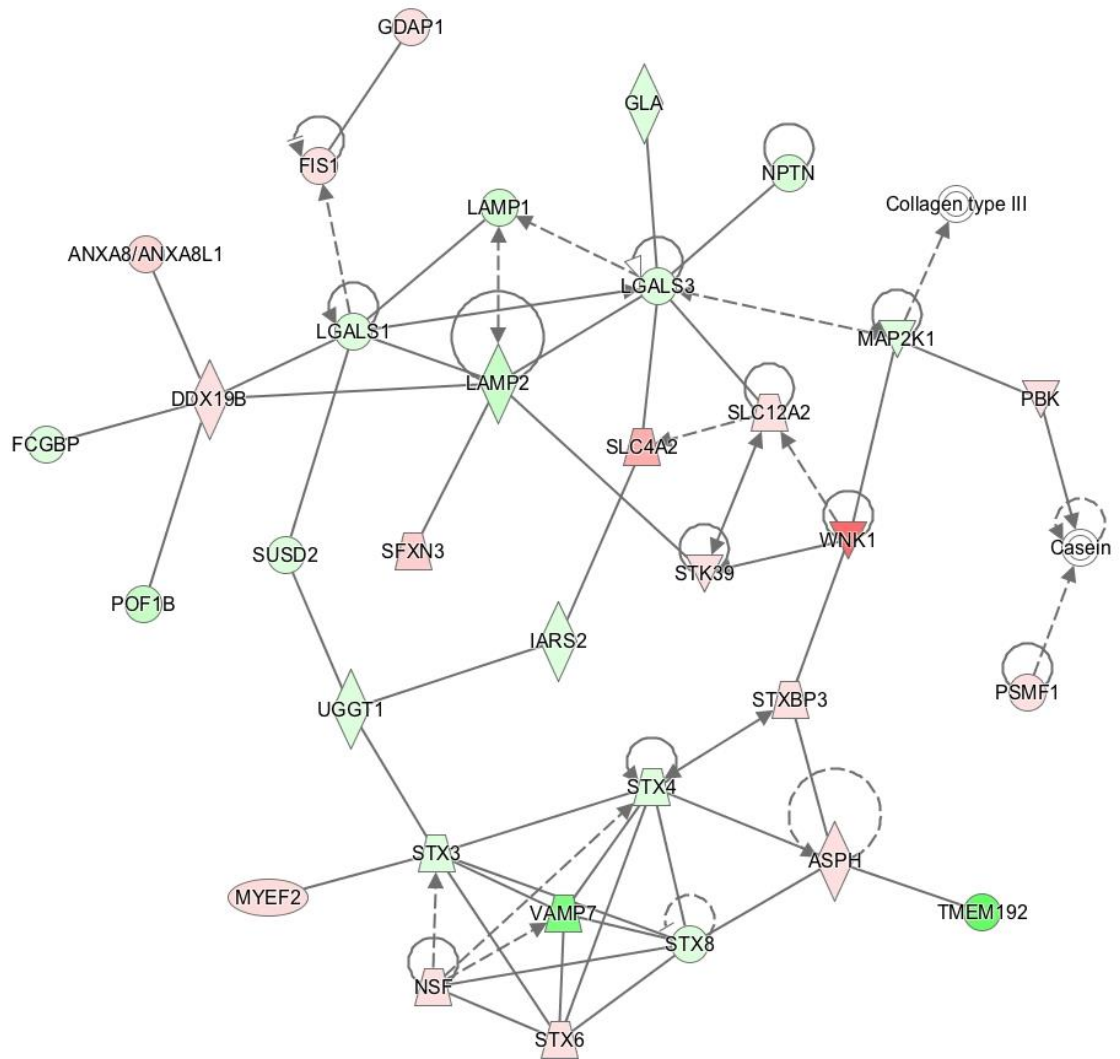 GDAP1
GLA
FIS1
NPTN
LAMP1
Collagen type III
ANXA8/ANXA8L1
LGALS3
LGALS1
MAP2K1
LAMP2
DDX19B
PBK
SLC12A2
FCGBP
SLC4A2
WNK1
SUSD2
SFXN3
Casein
STK39
POF1B
IARS2
PSMF1
STXBP3
UGGT1
STX4
STX3
ASPH
MYEF2
VAMP7
TMEM192
STX8
NSF
STX6